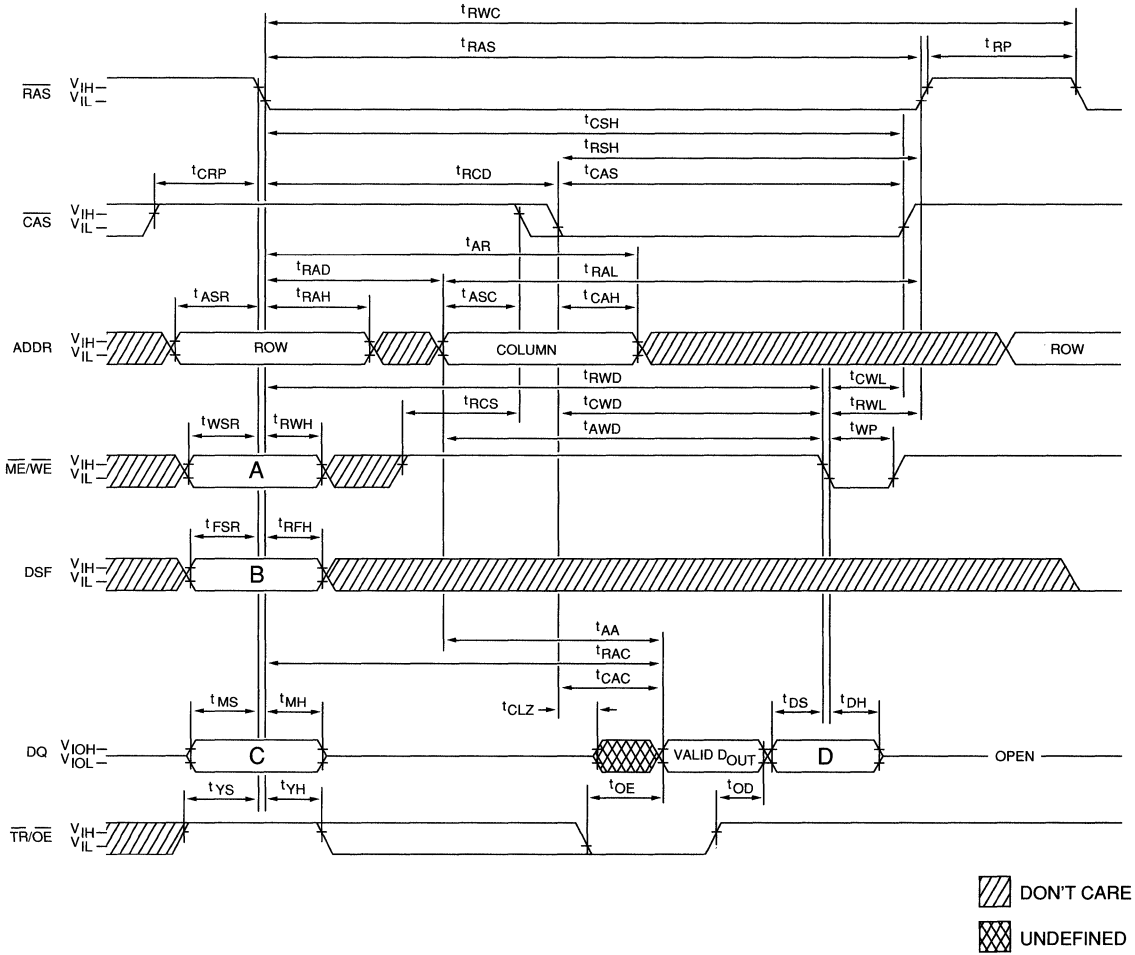 tRWC
tRAS
tRP
RAS VIH VIL
tCSH
tRSH
tCRP tRCD tCAS
CAS VIH VIL
tAR
tRAD tRAL
tASR tRAH tASC tCAH
ADDR VIH VIL ROW COLUMN ROW
tRWD tCWL
tRCS tCWD tRWL
tWSR tRWH tAWD tWP
ME/WE VIH VIL A
tFSR tRFH
DSF VIH VIL B
tAA
tRAC
tCAC
tMS tMH tCLZ tDS tDH
DQ VIOH VIOL C VALID DOUT D OPEN
tYS tYH tOE tOD
TR/OE VIH VIL
DON'T CARE
UNDEFINED